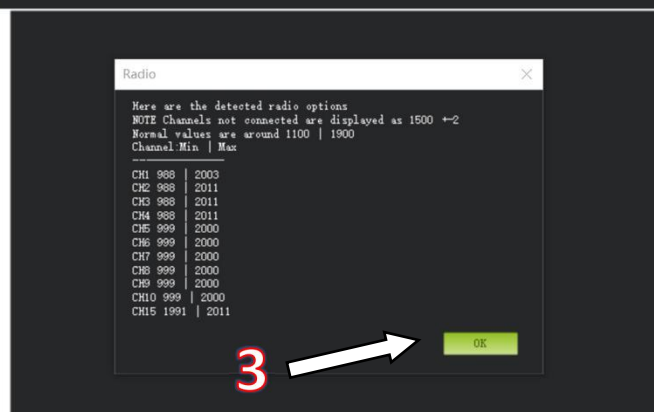 Radio
Here are the detected radio options
NOTE Channels not connected are displayed as 1500 +-2
Normal values are around 1100 | 1900
Channel:Min | Max
--------------------
CH1 988 | 2003
CH2 988 | 2011
CH3 988 | 2011
CH4 988 | 2011
CH5 999 | 2000
CH6 999 | 2000
CH7 999 | 2000
CH8 999 | 2000
CH9 999 | 2000
CH10 999 | 2000
CH15 1991 | 2011
OK
3